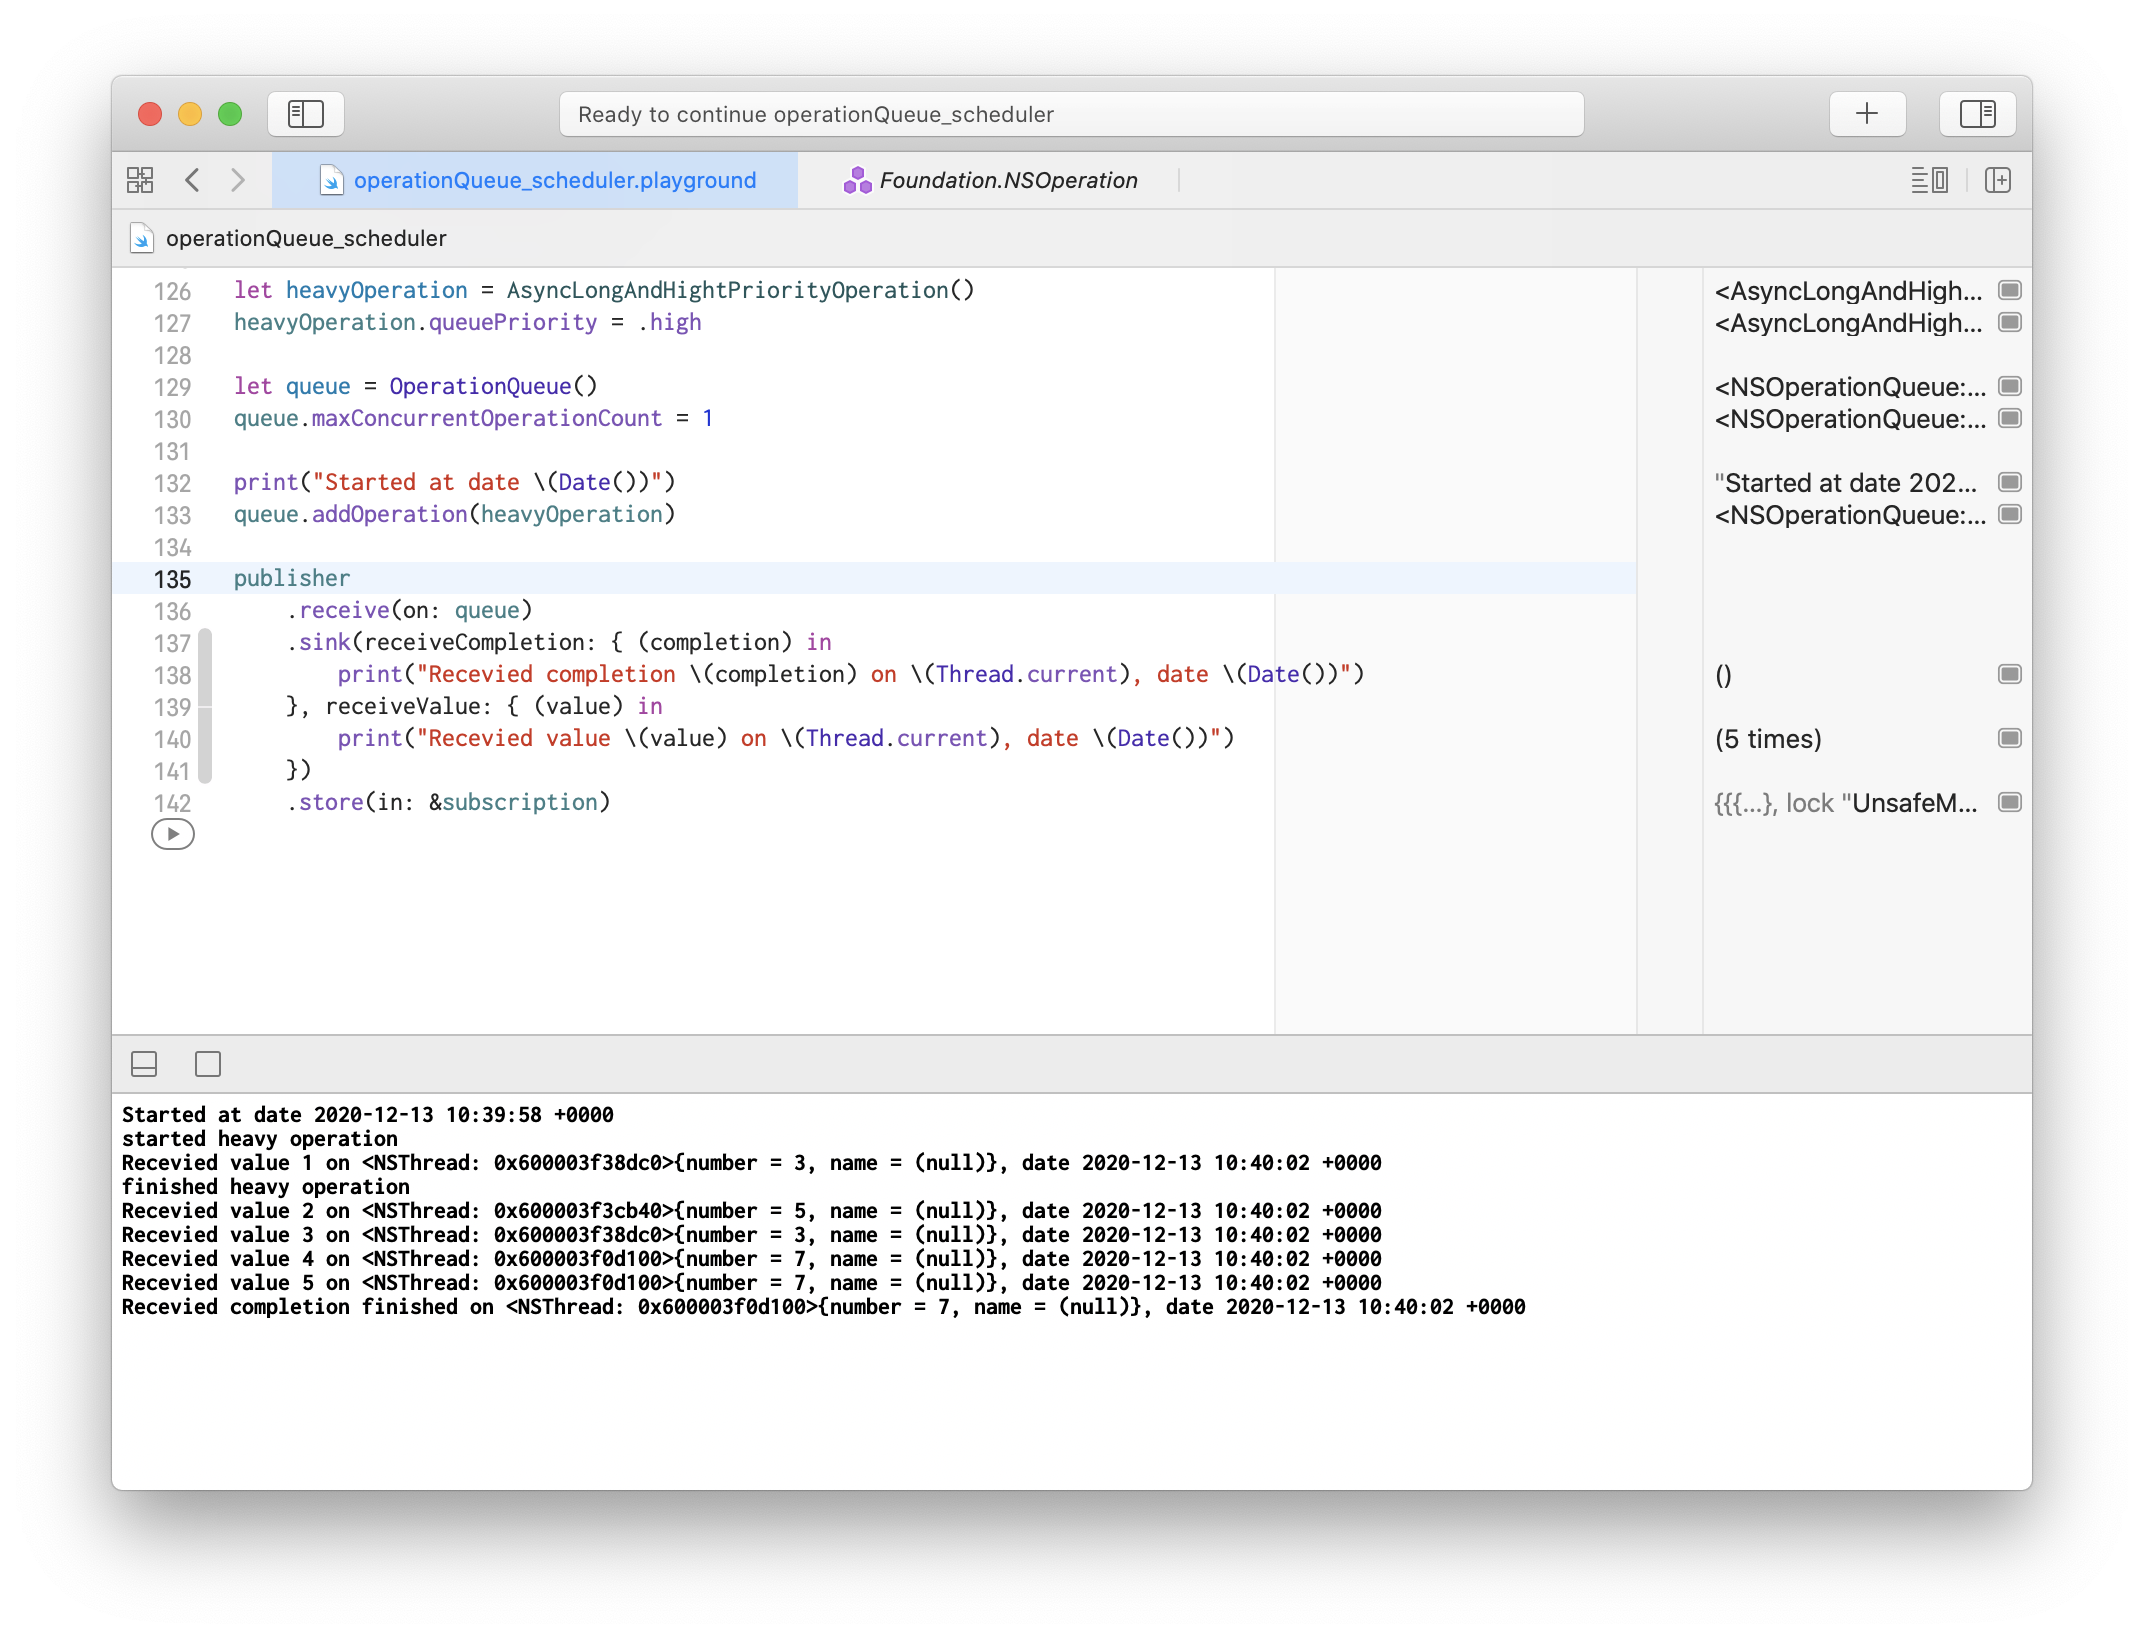 Ready to continue operationQueue_scheduler
operationQueue_scheduler.playground
Foundation.NSOperation
operationQueue_scheduler
126 let heavyOperation = AsyncLongAndHightPriorityOperation() <AsyncLongAndHigh...
127 heavyOperation.queuePriority = .high <AsyncLongAndHigh...
128
129 let queue = OperationQueue() <NSOperationQueue:...
130 queue.maxConcurrentOperationCount = 1 <NSOperationQueue:...
131
132 print("Started at date \(Date())") "Started at date 202...
133 queue.addOperation(heavyOperation) <NSOperationQueue:...
134
135 publisher
136     .receive(on: queue)
137     .sink(receiveCompletion: { (completion) in
138         print("Recevied completion \(completion) on \(Thread.current), date \(Date())") ()
139     }, receiveValue: { (value) in
140         print("Recevied value \(value) on \(Thread.current), date \(Date())") (5 times)
141     })
142     .store(in: &subscription) {{{...}, lock "UnsafeM...
Started at date 2020-12-13 10:39:58 +0000
started heavy operation
Recevied value 1 on <NSThread: 0x600003f38dc0>{number = 3, name = (null)}, date 2020-12-13 10:40:02 +0000
finished heavy operation
Recevied value 2 on <NSThread: 0x600003f3cb40>{number = 5, name = (null)}, date 2020-12-13 10:40:02 +0000
Recevied value 3 on <NSThread: 0x600003f38dc0>{number = 3, name = (null)}, date 2020-12-13 10:40:02 +0000
Recevied value 4 on <NSThread: 0x600003f0d100>{number = 7, name = (null)}, date 2020-12-13 10:40:02 +0000
Recevied value 5 on <NSThread: 0x600003f0d100>{number = 7, name = (null)}, date 2020-12-13 10:40:02 +0000
Recevied completion finished on <NSThread: 0x600003f0d100>{number = 7, name = (null)}, date 2020-12-13 10:40:02 +0000